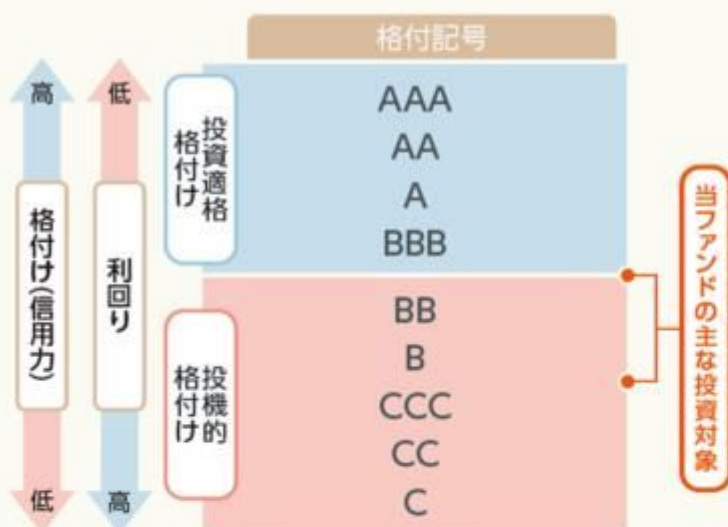 格付記号
高
低
格付け(信用力)
利回り
低
高
投資適格
格付け
AAA
AA
A
BBB
投機的
格付け
BB
B
CCC
CC
C
当ファンドの主な投資対象